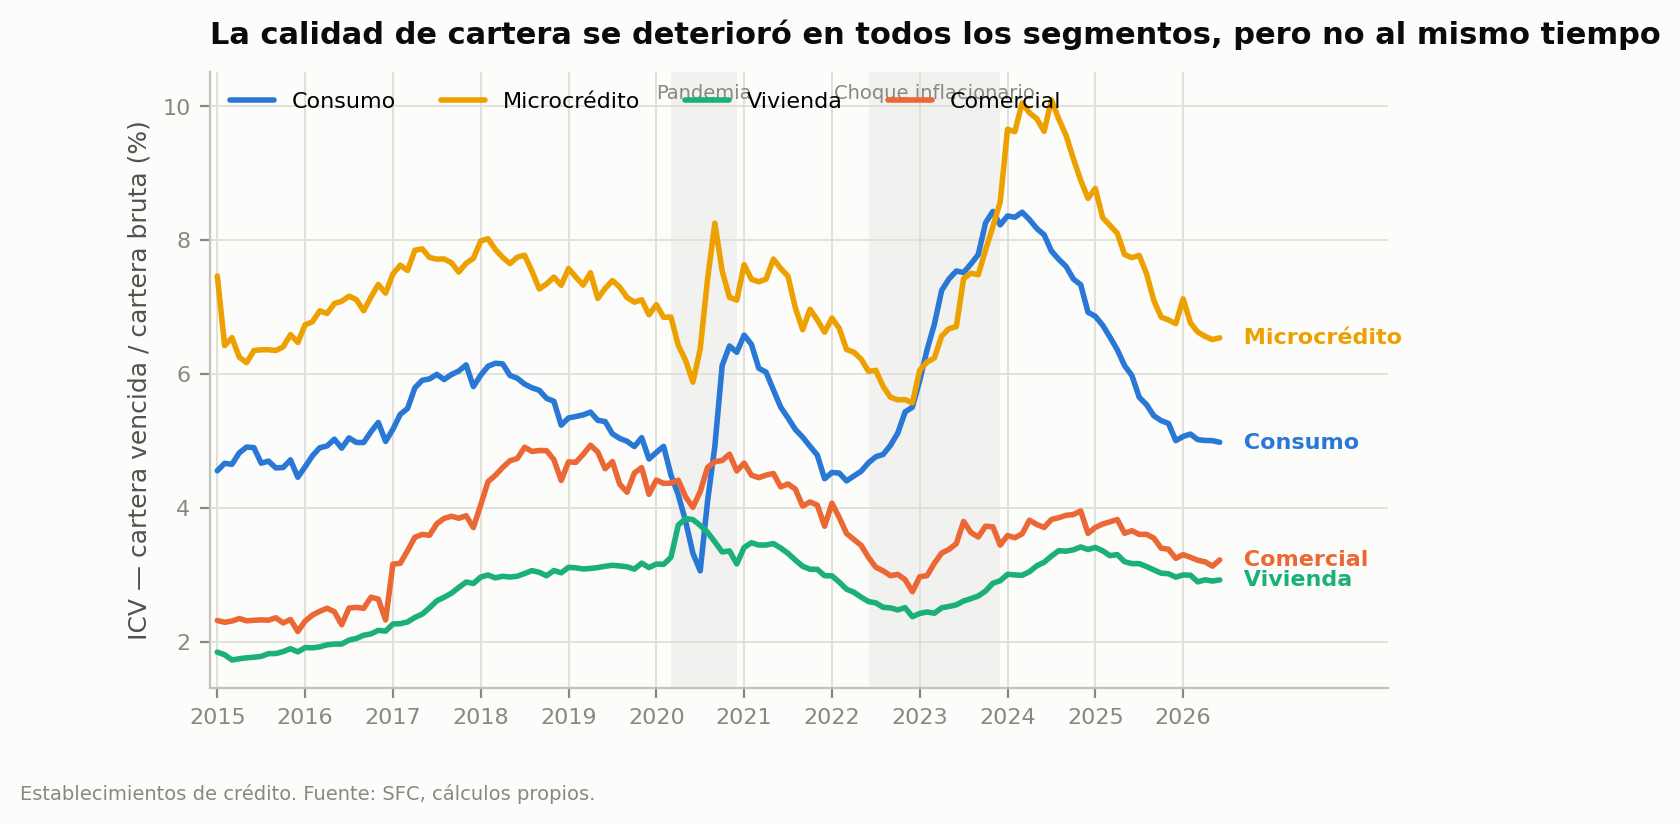 La calidad de cartera se deterioró en todos los segmentos, pero no al mismo tiempo
Pandemia
Choque inflacionario
Consumo
Microcrédito
Vivienda
Comercial
ICV — cartera vencida / cartera bruta (%)
10
8
6
4
2
Microcrédito
Consumo
Comercial
Vivienda
2015 2016 2017 2018 2019 2020 2021 2022 2023 2024 2025 2026
Establecimientos de crédito. Fuente: SFC, cálculos propios.